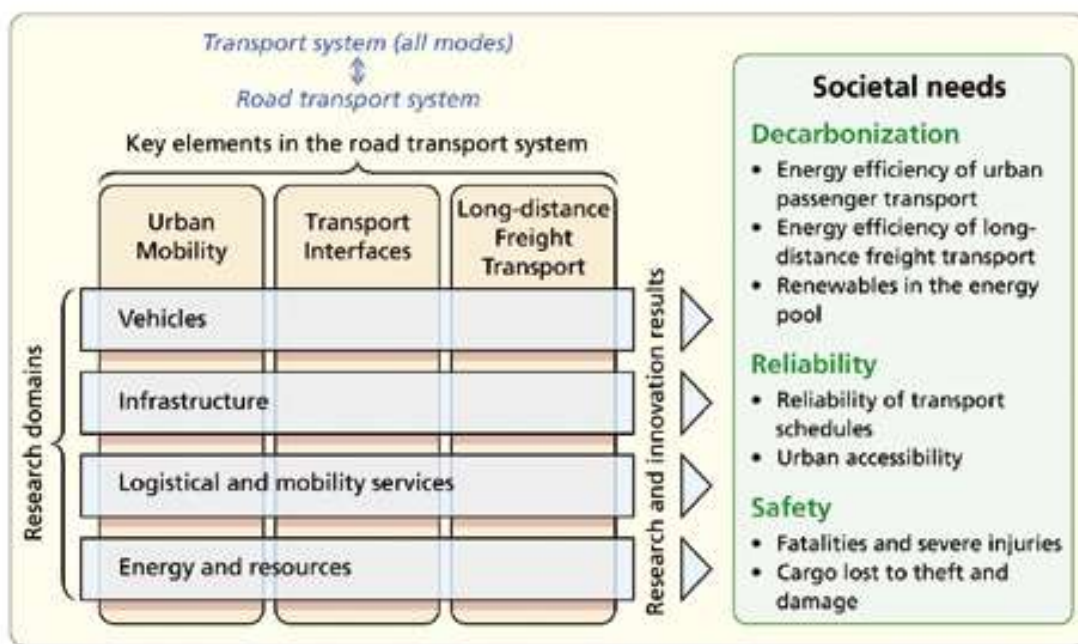 Transport system (all modes)
Road transport system
Key elements in the road transport system
Urban
Mobility
Transport
Interfaces
Long-distance
Freight
Transport
Research domains
Vehicles
Infrastructure
Logistical and mobility services
Energy and resources
Research and innovation results
Societal needs
Decarbonization
• Energy efficiency of urban
passenger transport
• Energy efficiency of long-
distance freight transport
• Renewables in the energy
pool
Reliability
• Reliability of transport
schedules
• Urban accessibility
Safety
• Fatalities and severe injuries
• Cargo lost to theft and
damage